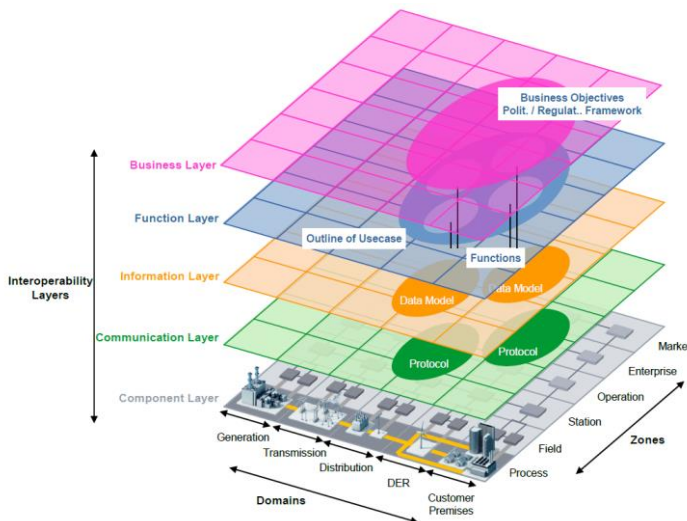 Business Objectives
Polit. / Regulat.. Framework
Business Layer
Function Layer
Outline of Usecase
Functions
Interoperability
Layers
Information Layer
Data Model
Data Model
Communication Layer
Protocol
Protocol
Component Layer
Market
Enterprise
Operation
Station
Field
Process
Zones
Generation
Transmission
Distribution
DER
Customer
Premises
Domains